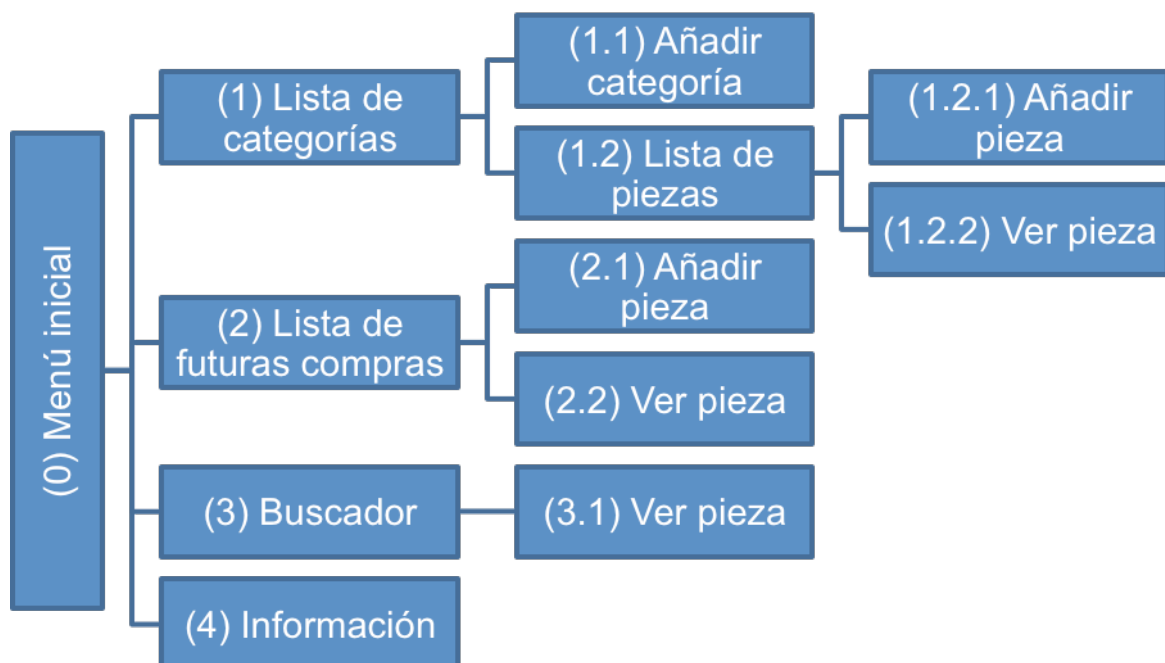 (0) Menú inicial
(1) Lista de
categorías
(1.1) Añadir
categoría
(1.2) Lista de
piezas
(1.2.1) Añadir
pieza
(1.2.2) Ver pieza
(2) Lista de
futuras compras
(2.1) Añadir
pieza
(2.2) Ver pieza
(3) Buscador
(3.1) Ver pieza
(4) Información